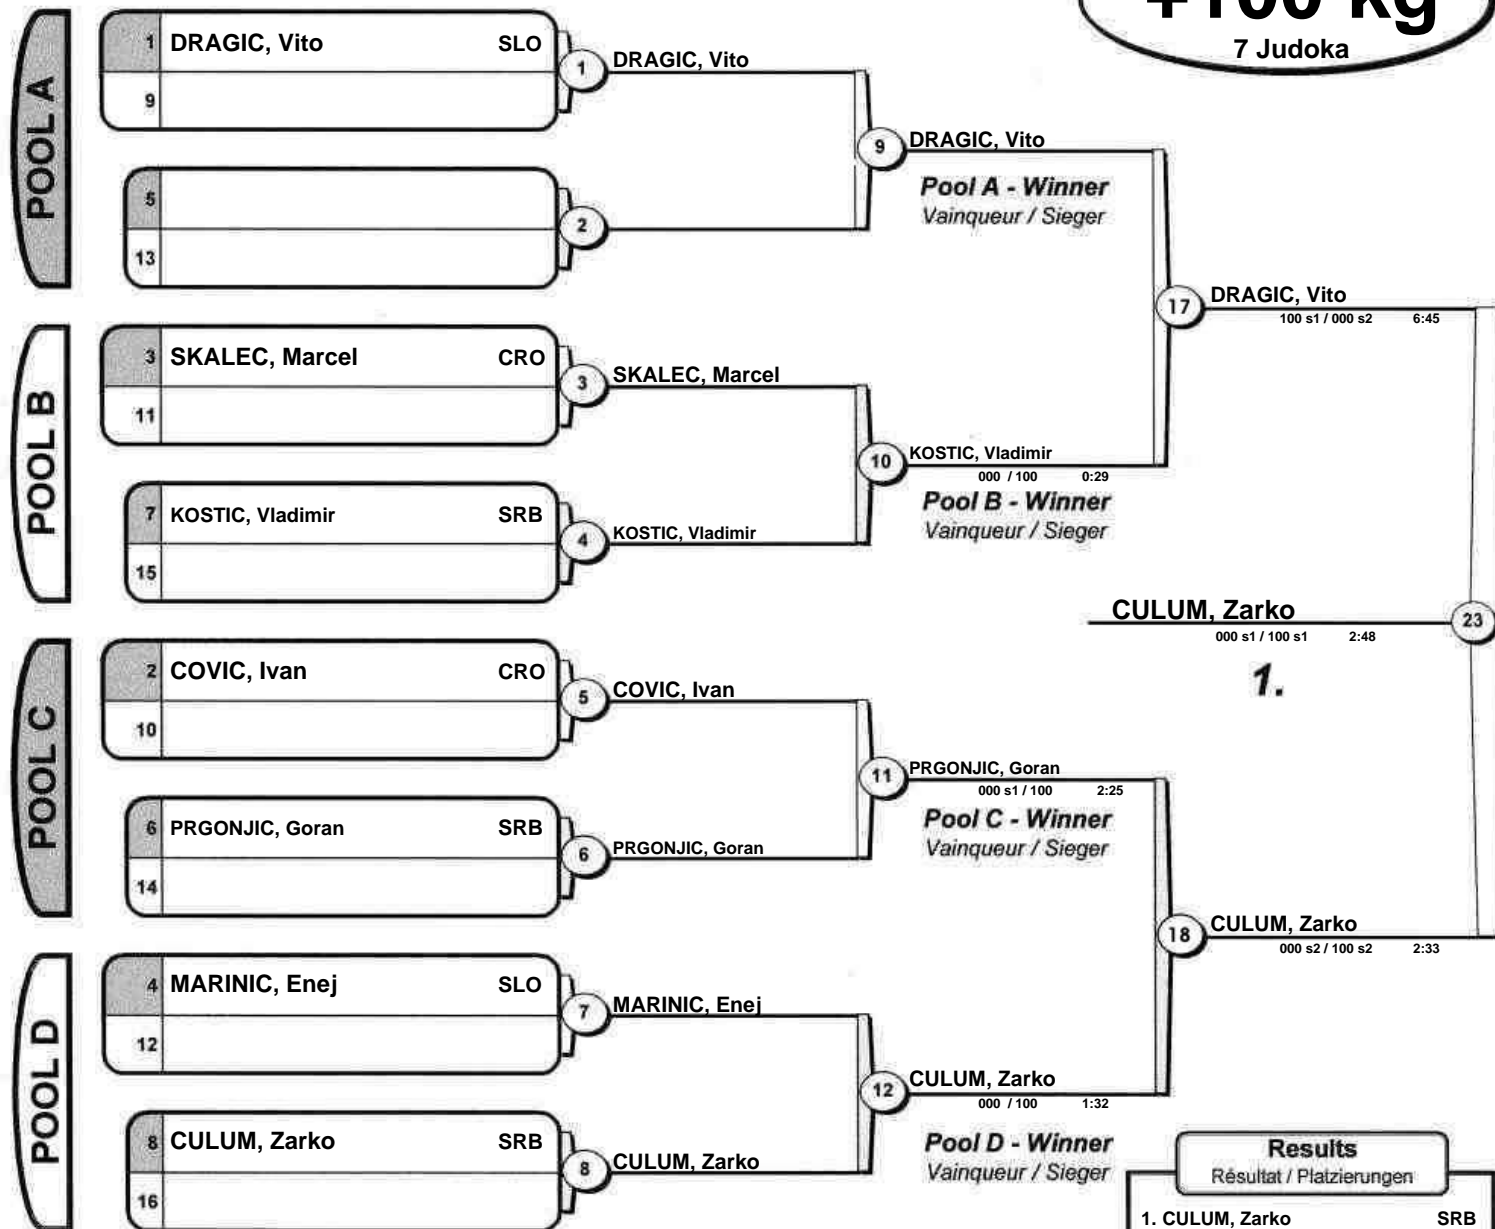 +100 kg
7 Judoka
POOL A
1 DRAGIC, Vito SLO
9
1 DRAGIC, Vito
5
13
2
9 DRAGIC, Vito
Pool A - Winner
Vainqueur / Sieger
POOL B
3 SKALEC, Marcel CRO
11
3 SKALEC, Marcel
7 KOSTIC, Vladimir SRB
15
4 KOSTIC, Vladimir
10 KOSTIC, Vladimir
000 / 100 0:29
Pool B - Winner
Vainqueur / Sieger
17 DRAGIC, Vito
100 s1 / 000 s2 6:45
CULUM, Zarko 23
000 s1 / 100 s1 2:48
1.
POOL C
2 COVIC, Ivan CRO
10
5 COVIC, Ivan
6 PRGONJIC, Goran SRB
14
6 PRGONJIC, Goran
11 PRGONJIC, Goran
000 s1 / 100 2:25
Pool C - Winner
Vainqueur / Sieger
18 CULUM, Zarko
000 s2 / 100 s2 2:33
POOL D
4 MARINIC, Enej SLO
12
7 MARINIC, Enej
8 CULUM, Zarko SRB
16
8 CULUM, Zarko
12 CULUM, Zarko
000 / 100 1:32
Pool D - Winner
Vainqueur / Sieger
Results
Résultat / Platzierungen
1. CULUM, Zarko SRB